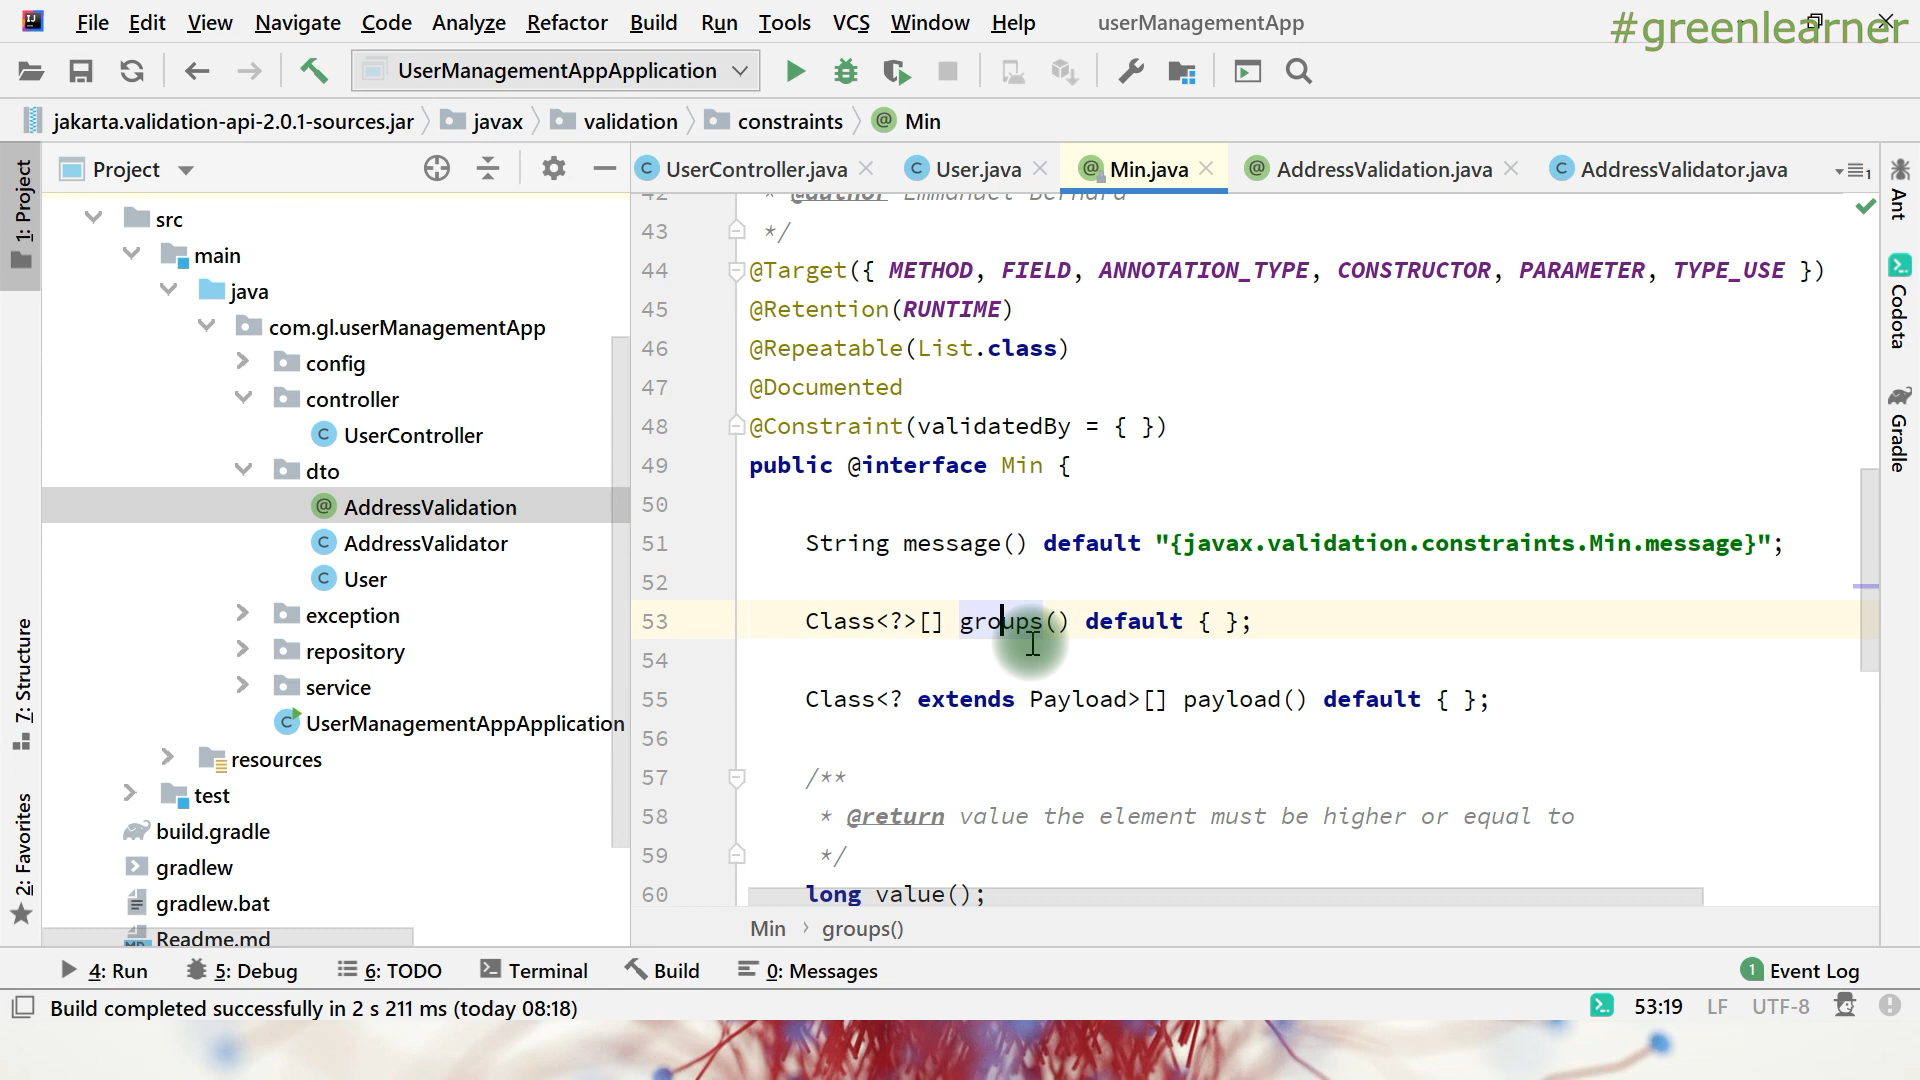 File Edit View Navigate Code Analyze Refactor Build Run Tools VCS Window Help userManagementApp
#greenlearner
UserManagementAppApplication
jakarta.validation-api-2.0.1-sources.jar javax validation constraints @ Min
1: Project
Project
UserController.java User.java Min.java AddressValidation.java AddressValidator.java
src
main
java
com.gl.userManagementApp
config
controller
UserController
dto
AddressValidation
AddressValidator
User
exception
repository
service
UserManagementAppApplication
resources
test
build.gradle
gradlew
gradlew.bat
Readme.md
7: Structure
2: Favorites
42 * @author Emmanuel Bernard
43 */
44 @Target({ METHOD, FIELD, ANNOTATION_TYPE, CONSTRUCTOR, PARAMETER, TYPE_USE })
45 @Retention(RUNTIME)
46 @Repeatable(List.class)
47 @Documented
48 @Constraint(validatedBy = { })
49 public @interface Min {
50
51 String message() default "{javax.validation.constraints.Min.message}";
52
53 Class<?>[] groups() default { };
54
55 Class<? extends Payload>[] payload() default { };
56
57 /**
58 * @return value the element must be higher or equal to
59 */
60 long value();
Min › groups()
Ant
Codota
Gradle
4: Run 5: Debug 6: TODO Terminal Build 0: Messages 1 Event Log
Build completed successfully in 2 s 211 ms (today 08:18) 53:19 LF UTF-8